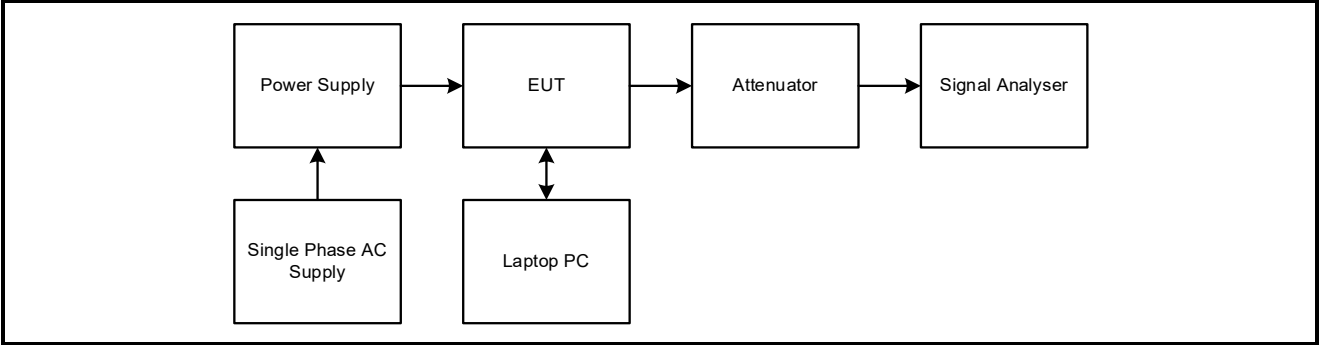 Power Supply
EUT
Attenuator
Signal Analyser
Single Phase AC
Supply
Laptop PC